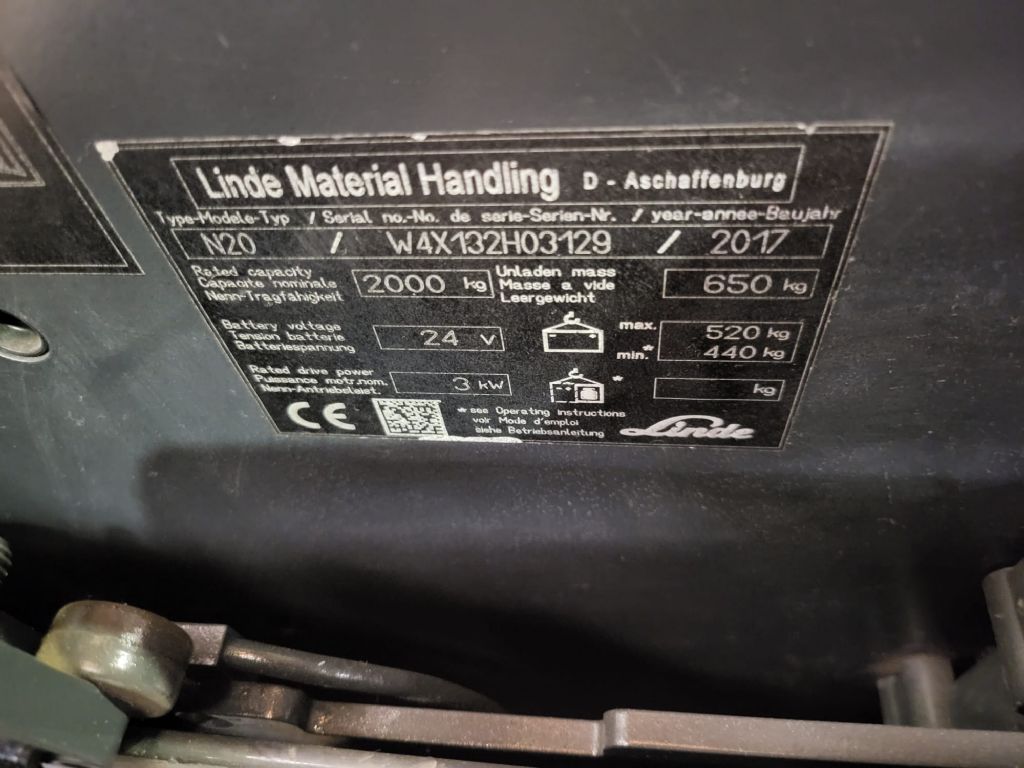 Linde Material Handling D - Aschaffenburg
Type-Modele-Typ / Serial no.-No. de serie-Serien-Nr. / year-annee-Baujahr
N20 / W4X132H03129 / 2017
Rated capacity
Capacite nominale
Nenn-Tragfähigkeit
2000 kg
Unladen mass
Masse a vide
Leergewicht
650 kg
Battery voltage
Tension batterie
Batteriespannung
24 V
max. 520 kg
min.* 440 kg
Rated drive power
Puissance motr.nom.
Nenn-Antriebsleist.
3 kW
* kg
CE
* see Operating instructions
voir Mode d'emploi
siehe Betriebsanleitung
Linde